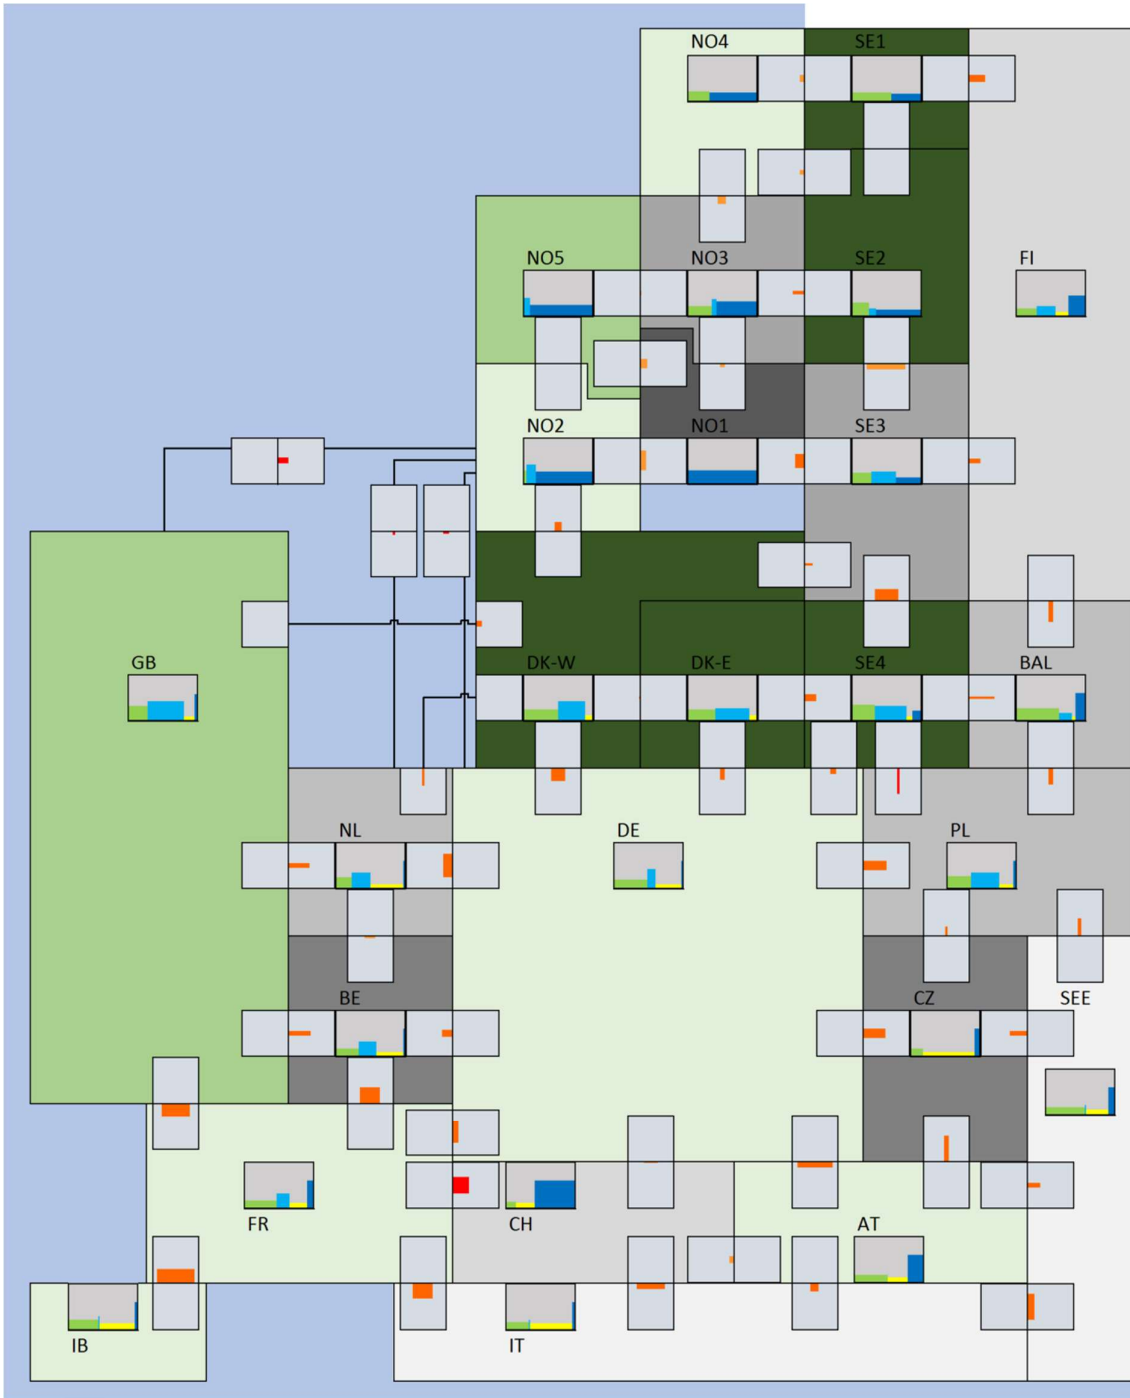 NO4 SE1
NO5 NO3 SE2 FI
NO2 NO1 SE3
GB DK-W DK-E SE4 BAL
NL DE PL
BE CZ SEE
FR CH AT
IB IT